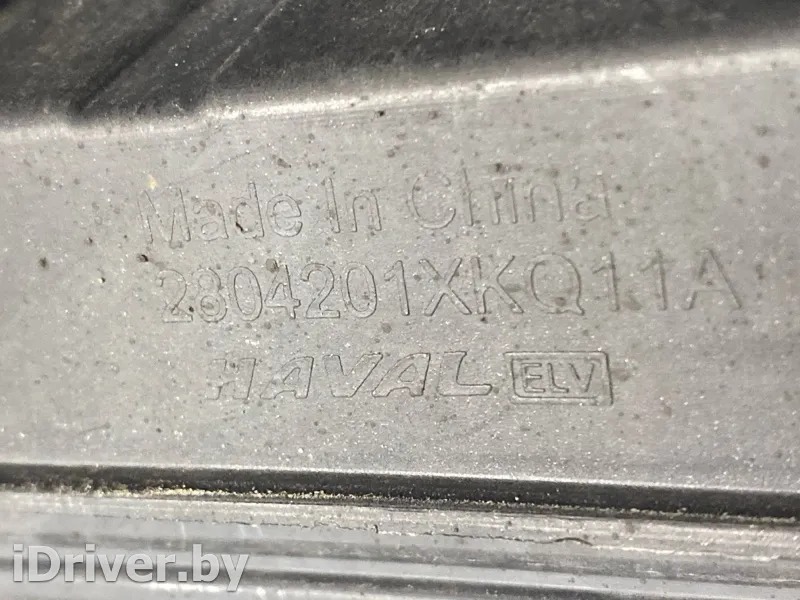 Made In China
2804201XKQ11A
HAVAL ELV
iDriver.by